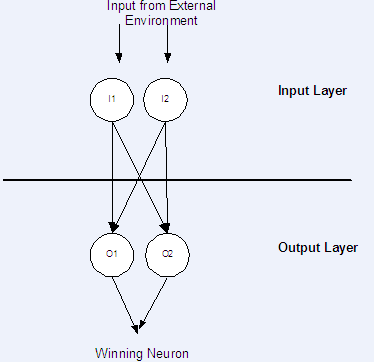 Input from External
Environment
I1
I2
Input Layer
O1
O2
Output Layer
Winning Neuron